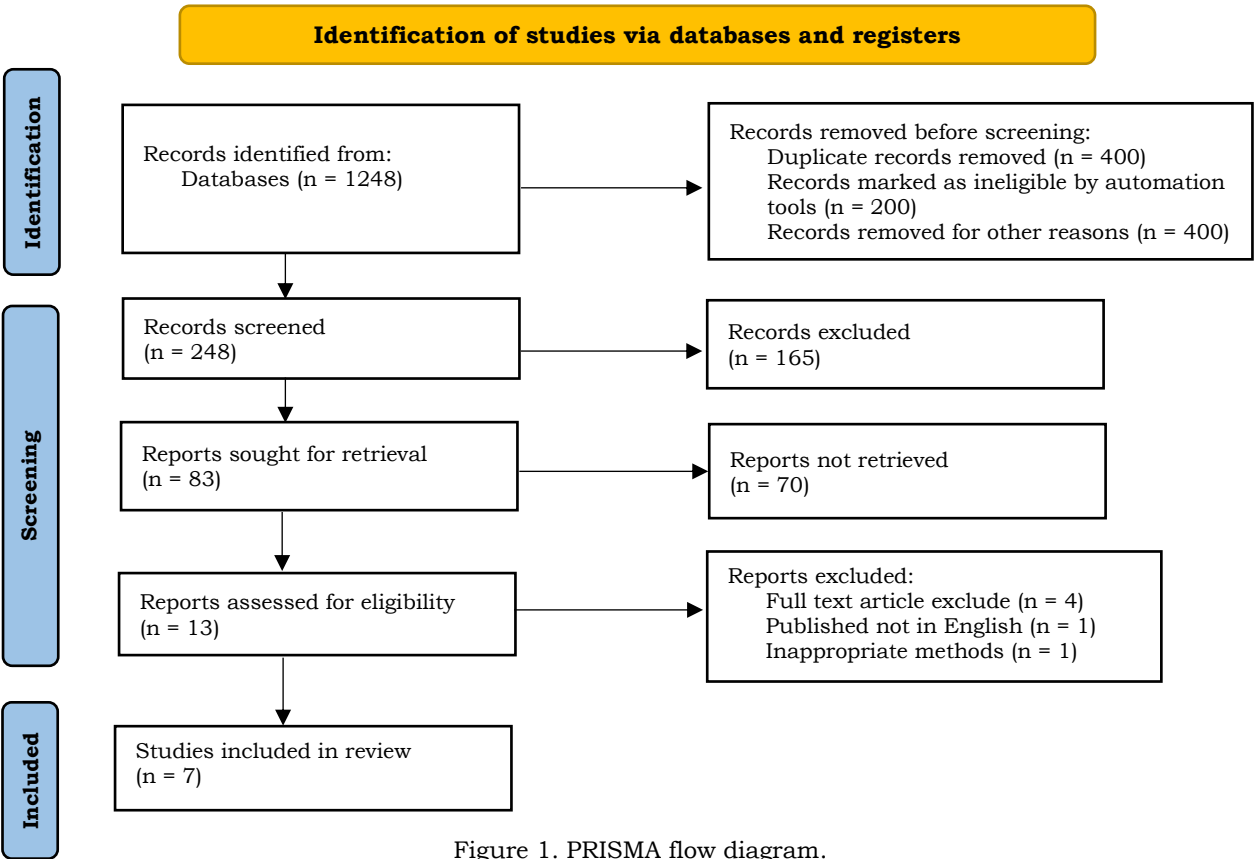 Identification of studies via databases and registers
Identification
Records identified from:
Databases (n = 1248)
Records removed before screening:
Duplicate records removed (n = 400)
Records marked as ineligible by automation
tools (n = 200)
Records removed for other reasons (n = 400)
Screening
Records screened
(n = 248)
Records excluded
(n = 165)
Reports sought for retrieval
(n = 83)
Reports not retrieved
(n = 70)
Reports assessed for eligibility
(n = 13)
Reports excluded:
Full text article exclude (n = 4)
Published not in English (n = 1)
Inappropriate methods (n = 1)
Included
Studies included in review
(n = 7)
Figure 1. PRISMA flow diagram.